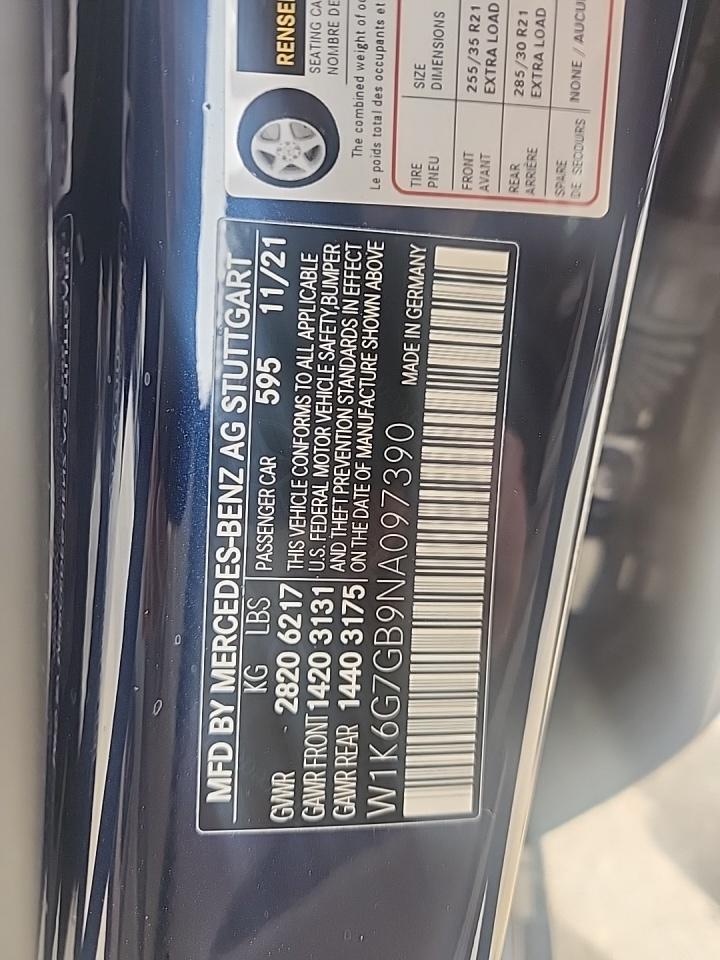 MFD BY MERCEDES-BENZ AG STUTTGART
KG LBS PASSENGER CAR 595 11/21
GVWR 2820 6217
GAWR FRONT 1420 3131
GAWR REAR 1440 3175
THIS VEHICLE CONFORMS TO ALL APPLICABLE
U.S. FEDERAL MOTOR VEHICLE SAFETY,BUMPER
AND THEFT PREVENTION STANDARDS IN EFFECT
ON THE DATE OF MANUFACTURE SHOWN ABOVE
W1K6G7GB9NA097390 MADE IN GERMANY
SEATING
NOMBRE DE
The combined weight of
Le poids total des occupants et
TIRE SIZE
PNEU DIMENSIONS
FRONT 255/35 R21
AVANT EXTRA LOAD
REAR 285/30 R21
ARRIÈRE EXTRA LOAD
SPARE NONE /
DE SECOURS